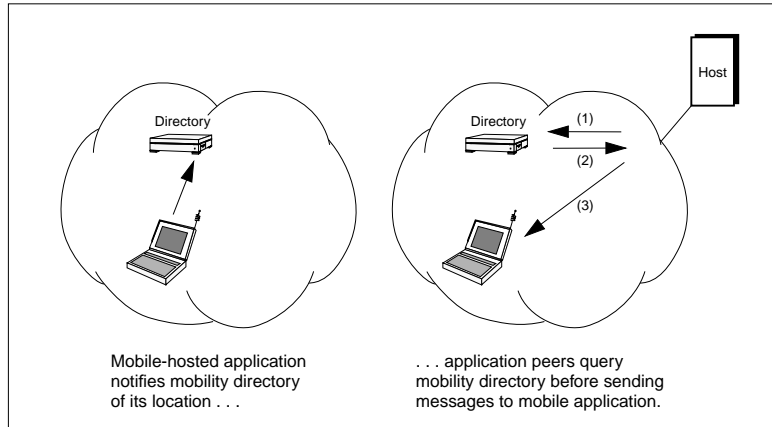 Directory
Mobile-hosted application
notifies mobility directory
of its location . . .
Host
Directory
(1)
(2)
(3)
. . . application peers query
mobility directory before sending
messages to mobile application.